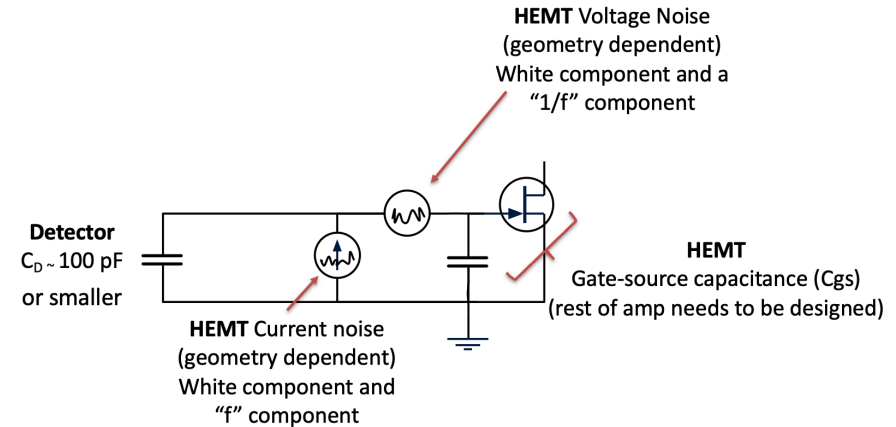 HEMT Voltage Noise
(geometry dependent)
White component and a
“1/f” component
Detector
CD ~ 100 pF
or smaller
HEMT
Gate-source capacitance (Cgs)
(rest of amp needs to be designed)
HEMT Current noise
(geometry dependent)
White component and
“f” component